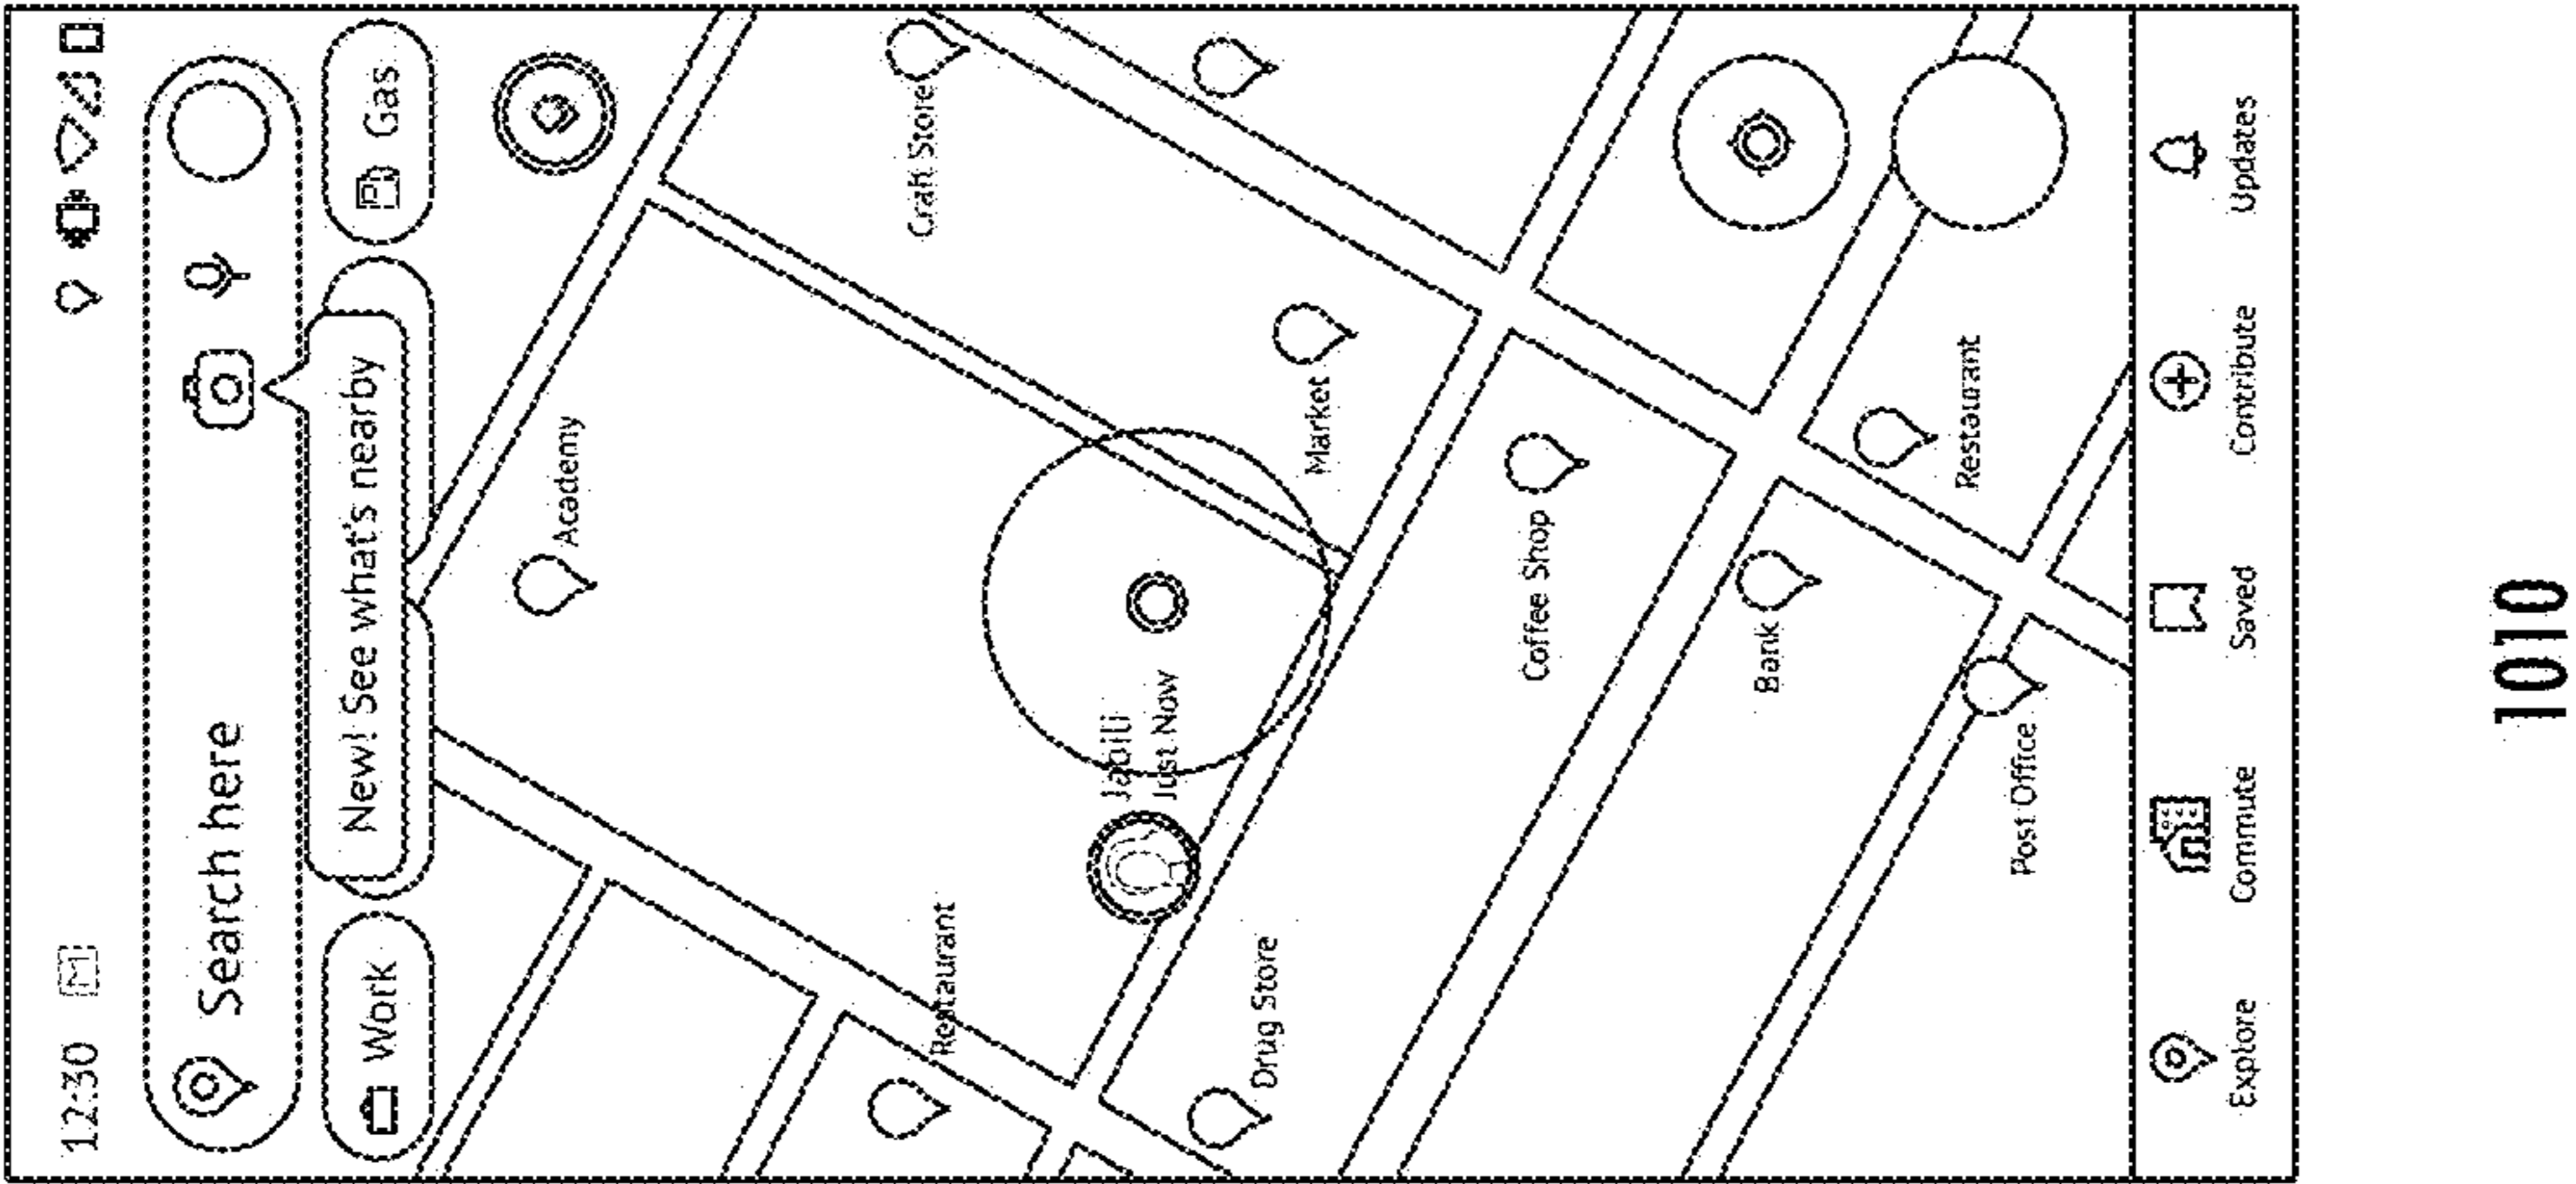 12:30
Search here
New! See what's nearby
Work
Gas
Academy
Craft Store
Restaurant
Just Now
Market
Drug Store
Coffee Shop
Bank
Restaurant
Post Office
Explore
Commute
Saved
Contribute
Updates
1010